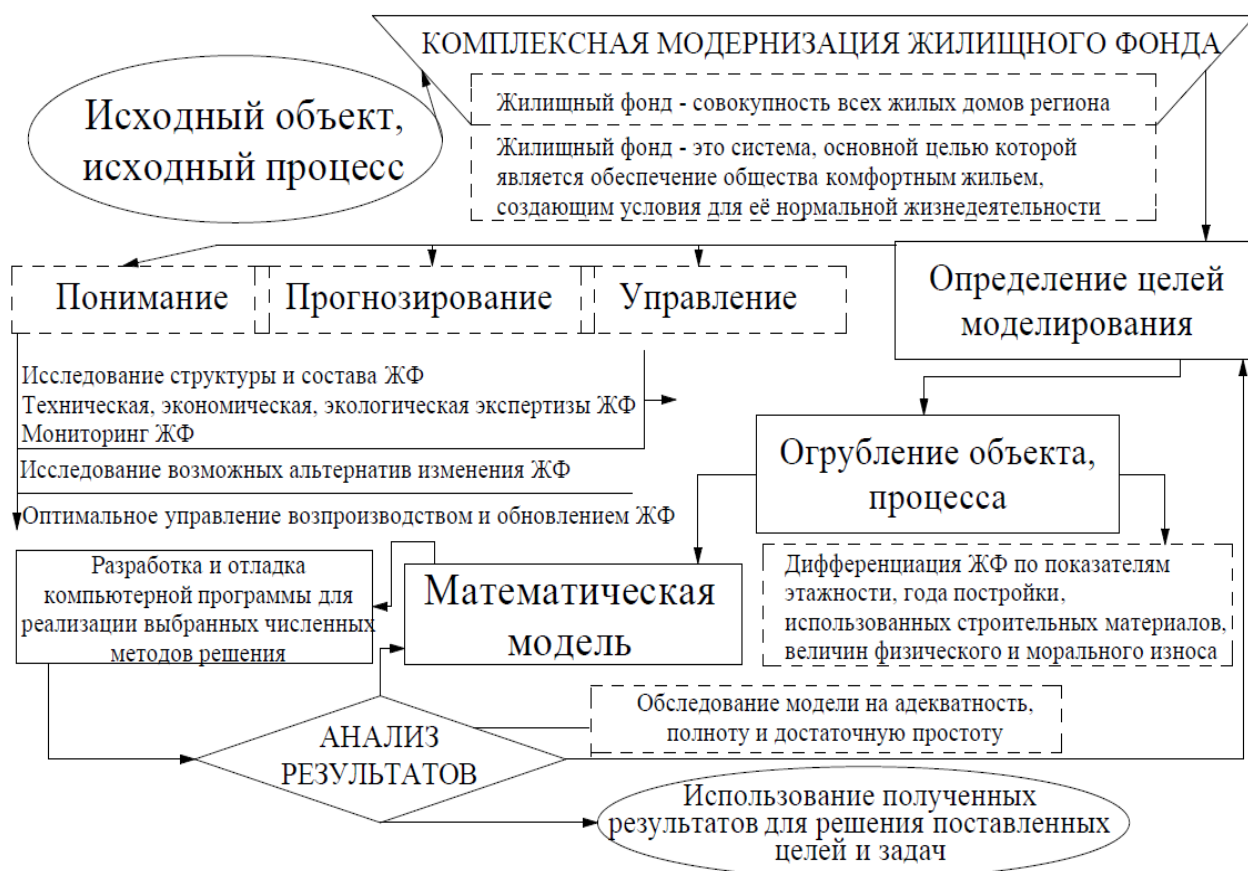 КОМПЛЕКСНАЯ МОДЕРНИЗАЦИЯ ЖИЛИЩНОГО ФОНДА
Исходный объект,
исходный процесс
Жилищный фонд - совокупность всех жилых домов региона
Жилищный фонд - это система, основной целью которой
является обеспечение общества комфортным жильем,
создающим условия для её нормальной жизнедеятельности
Понимание
Прогнозирование
Управление
Определение целей
моделирования
Исследование структуры и состава ЖФ
Техническая, экономическая, экологическая экспертизы ЖФ
Мониторинг ЖФ
Исследование возможных альтернатив изменения ЖФ
Оптимальное управление возпроизводством и обновлением ЖФ
Огрубление объекта,
процесса
Разработка и отладка
компьютерной программы для
реализации выбранных численных
методов решения
Математическая
модель
Дифференциация ЖФ по показателям
этажности, года постройки,
использованных строительных материалов,
величин физического и морального износа
АНАЛИЗ
РЕЗУЛЬТАТОВ
Обследование модели на адекватность,
полноту и достаточную простоту
Использование полученных
результатов для решения поставленных
целей и задач